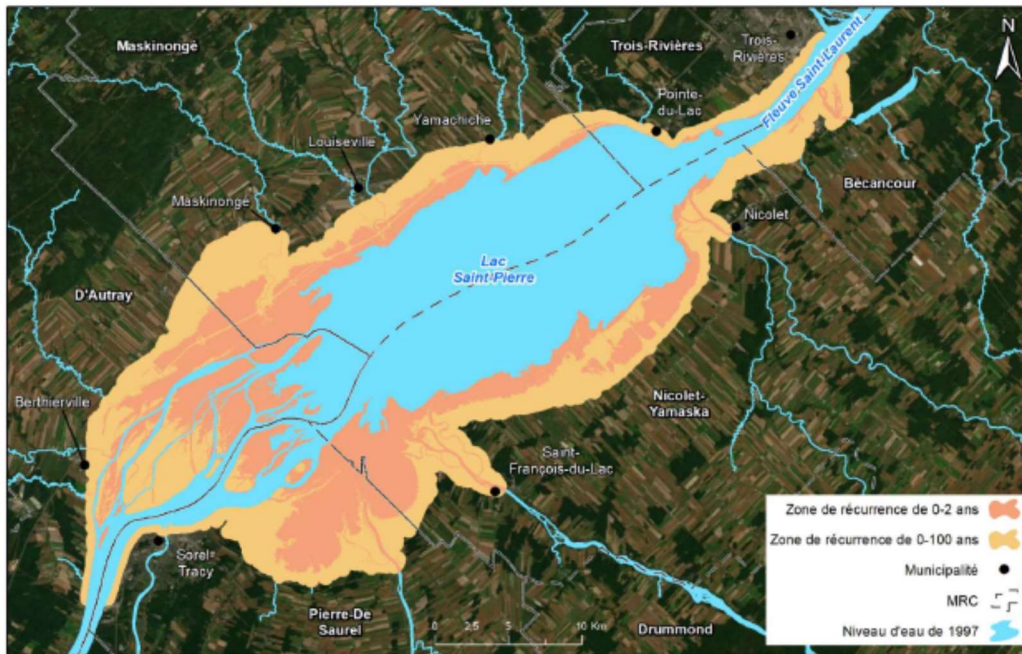 Maskinongé
Trois-Rivières
Trois-
Rivières
N
Fleuve Saint-Laurent
Pointe-
du-Lac
Yamachiche
Louiseville
Bécancour
Maskinongé
Nicolet
Lac
Saint-Pierre
D'Autray
Nicolet-
Yamaska
Berthierville
Saint-
François-du-Lac
Sorel-
Tracy
Pierre-De
Saurel
Drummond
0 2,5 5 10 Km
Zone de récurrence de 0-2 ans
Zone de récurrence de 0-100 ans
Municipalité
MRC
Niveau d'eau de 1997